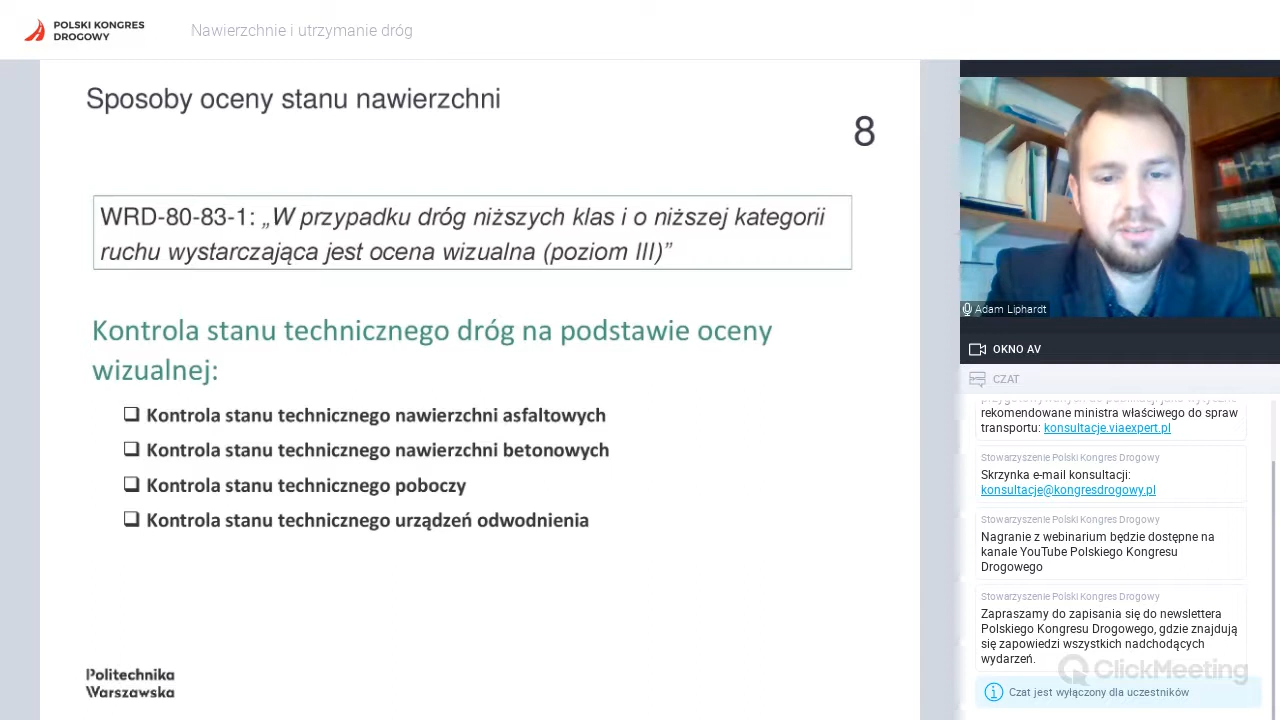 POLSKI KONGRES
DROGOWY
Nawierzchnie i utrzymanie dróg
Sposoby oceny stanu nawierzchni
8
WRD-80-83-1: „W przypadku dróg niższych klas i o niższej kategorii
ruchu wystarczająca jest ocena wizualna (poziom III)”
Kontrola stanu technicznego dróg na podstawie oceny
wizualnej:
Kontrola stanu technicznego nawierzchni asfaltowych
Kontrola stanu technicznego nawierzchni betonowych
Kontrola stanu technicznego poboczy
Kontrola stanu technicznego urządzeń odwodnienia
Politechnika
Warszawska
Adam Liphardt
OKNO AV
CZAT
rekomendowane ministra właściwego do spraw
transportu: konsultacje.viaexpert.pl
Stowarzyszenie Polski Kongres Drogowy
Skrzynka e-mail konsultacji:
konsultacje@kongresdrogowy.pl
Stowarzyszenie Polski Kongres Drogowy
Nagranie z webinarium będzie dostępne na
kanale YouTube Polskiego Kongresu
Drogowego
Stowarzyszenie Polski Kongres Drogowy
Zapraszamy do zapisania się do newslettera
Polskiego Kongresu Drogowego, gdzie znajdują
się zapowiedzi wszystkich nadchodzących
wydarzeń.
ClickMeeting
Czat jest wyłączony dla uczestników